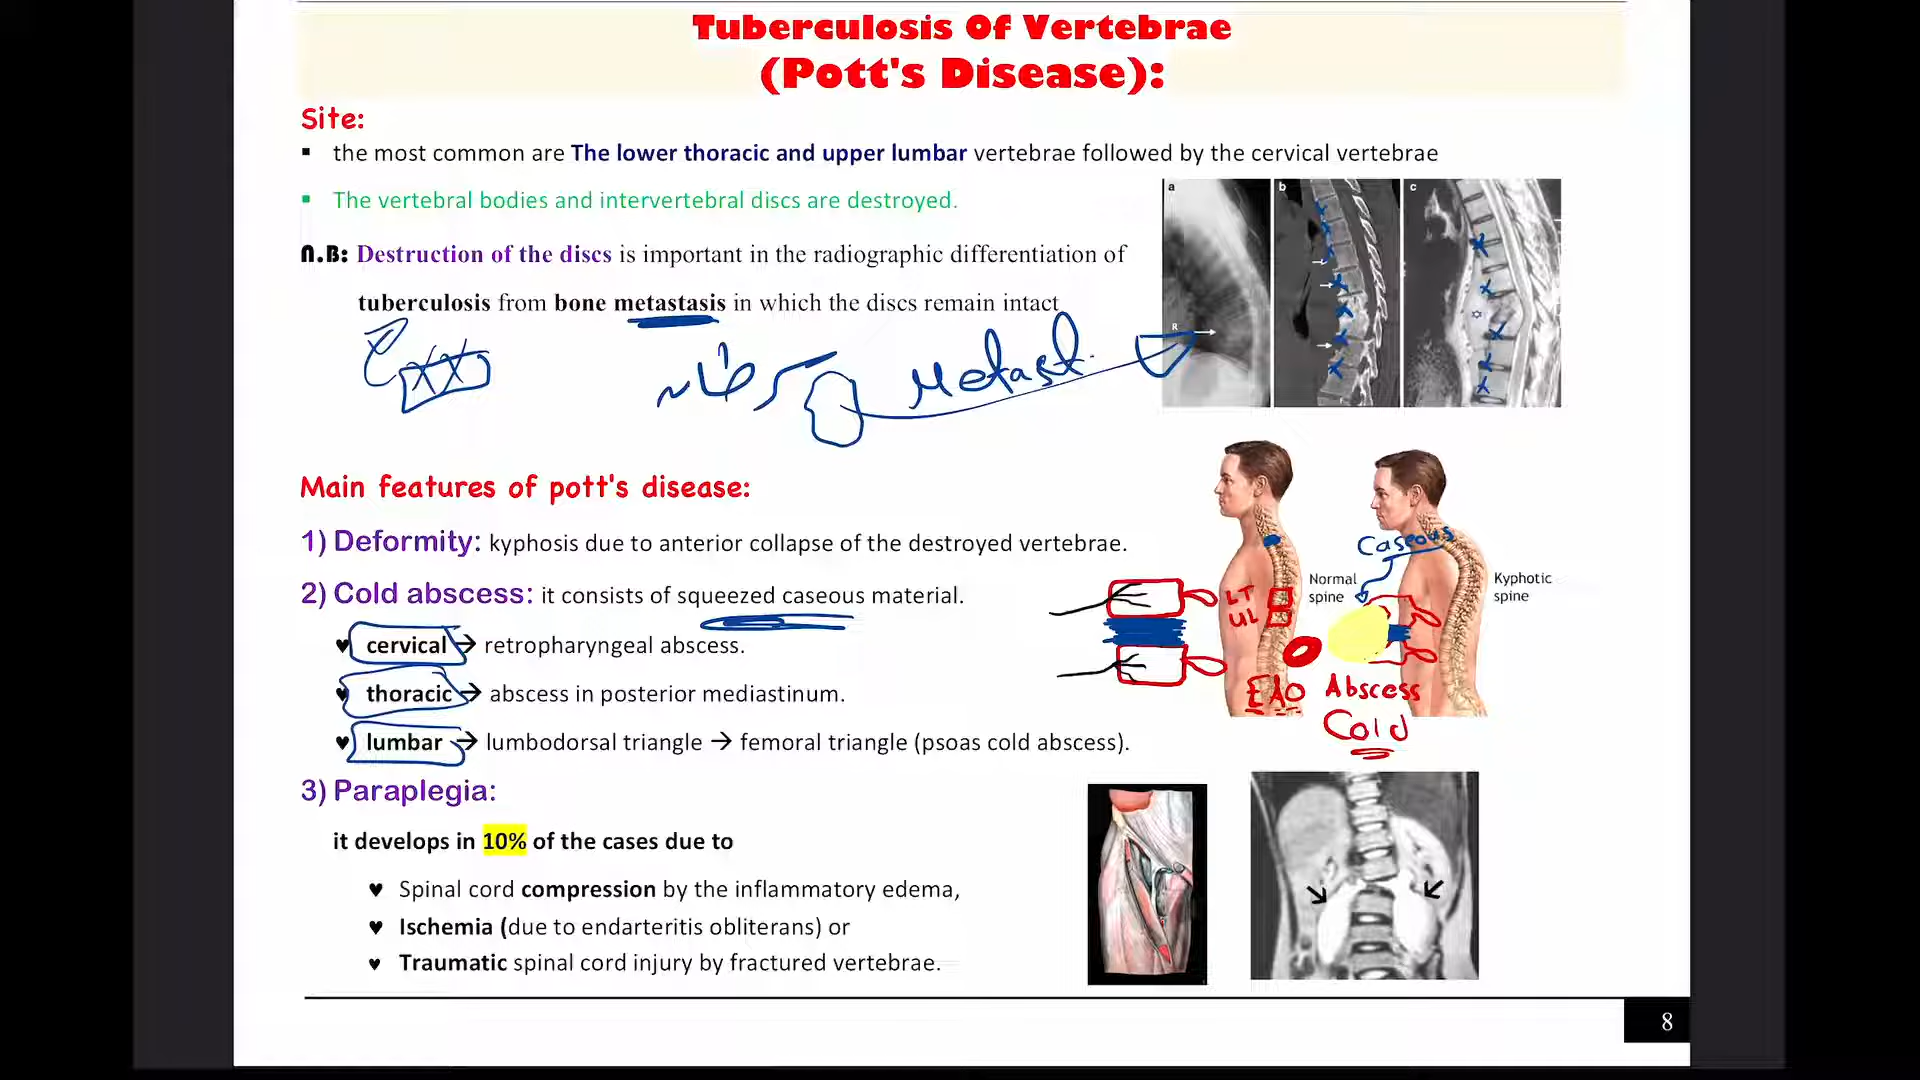 Tuberculosis Of Vertebrae
(Pott's Disease):
Site:
▪ the most common are The lower thoracic and upper lumbar vertebrae followed by the cervical vertebrae
▪ The vertebral bodies and intervertebral discs are destroyed.
N.B: Destruction of the discs is important in the radiographic differentiation of
tuberculosis from bone metastasis in which the discs remain intact
a
b
c
R
Metast.
Main features of pott's disease:
1) Deformity: kyphosis due to anterior collapse of the destroyed vertebrae.
2) Cold abscess: it consists of squeezed caseous material.
♥ cervical → retropharyngeal abscess.
♥ thoracic → abscess in posterior mediastinum.
♥ lumbar → lumbodorsal triangle → femoral triangle (psoas cold abscess).
Caseous
Normal
spine
Kyphotic
spine
LT
UL
EAO
Abscess
Cold
3) Paraplegia:
it develops in 10% of the cases due to
♥ Spinal cord compression by the inflammatory edema,
♥ Ischemia (due to endarteritis obliterans) or
♥ Traumatic spinal cord injury by fractured vertebrae.
8